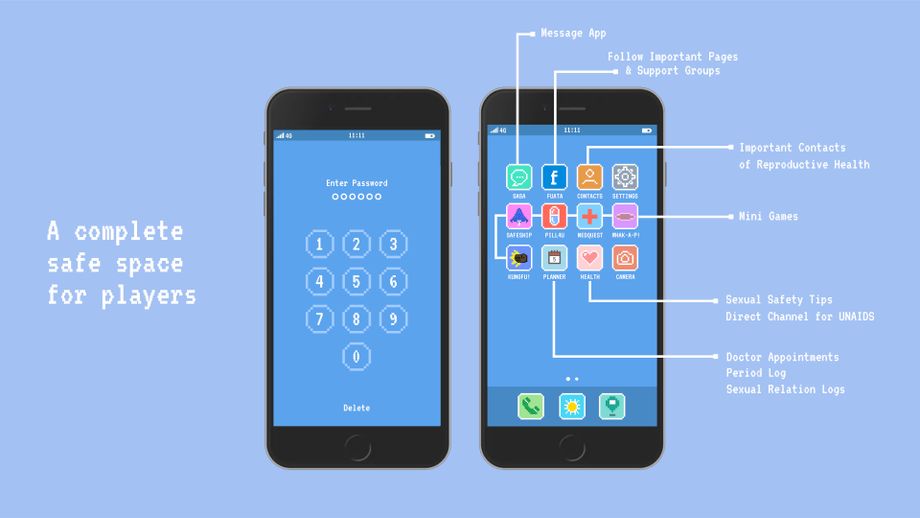 A complete
safe space
for players
4G
11:11
Enter Password
1 2 3
4 5 6
7 8 9
0
Delete
4G
11:11
SASA
FUATA
CONTACTS
SETTINGS
SAFESHIP
PILL4U
MEDQUEST
WHAK-A-P!
KUNGFU!
PLANNER
HEALTH
CAMERA
Message App
Follow Important Pages
& Support Groups
Important Contacts
of Reproductive Health
Mini Games
Sexual Safety Tips
Direct Channel for UNAIDS
Doctor Appointments
Period Log
Sexual Relation Logs